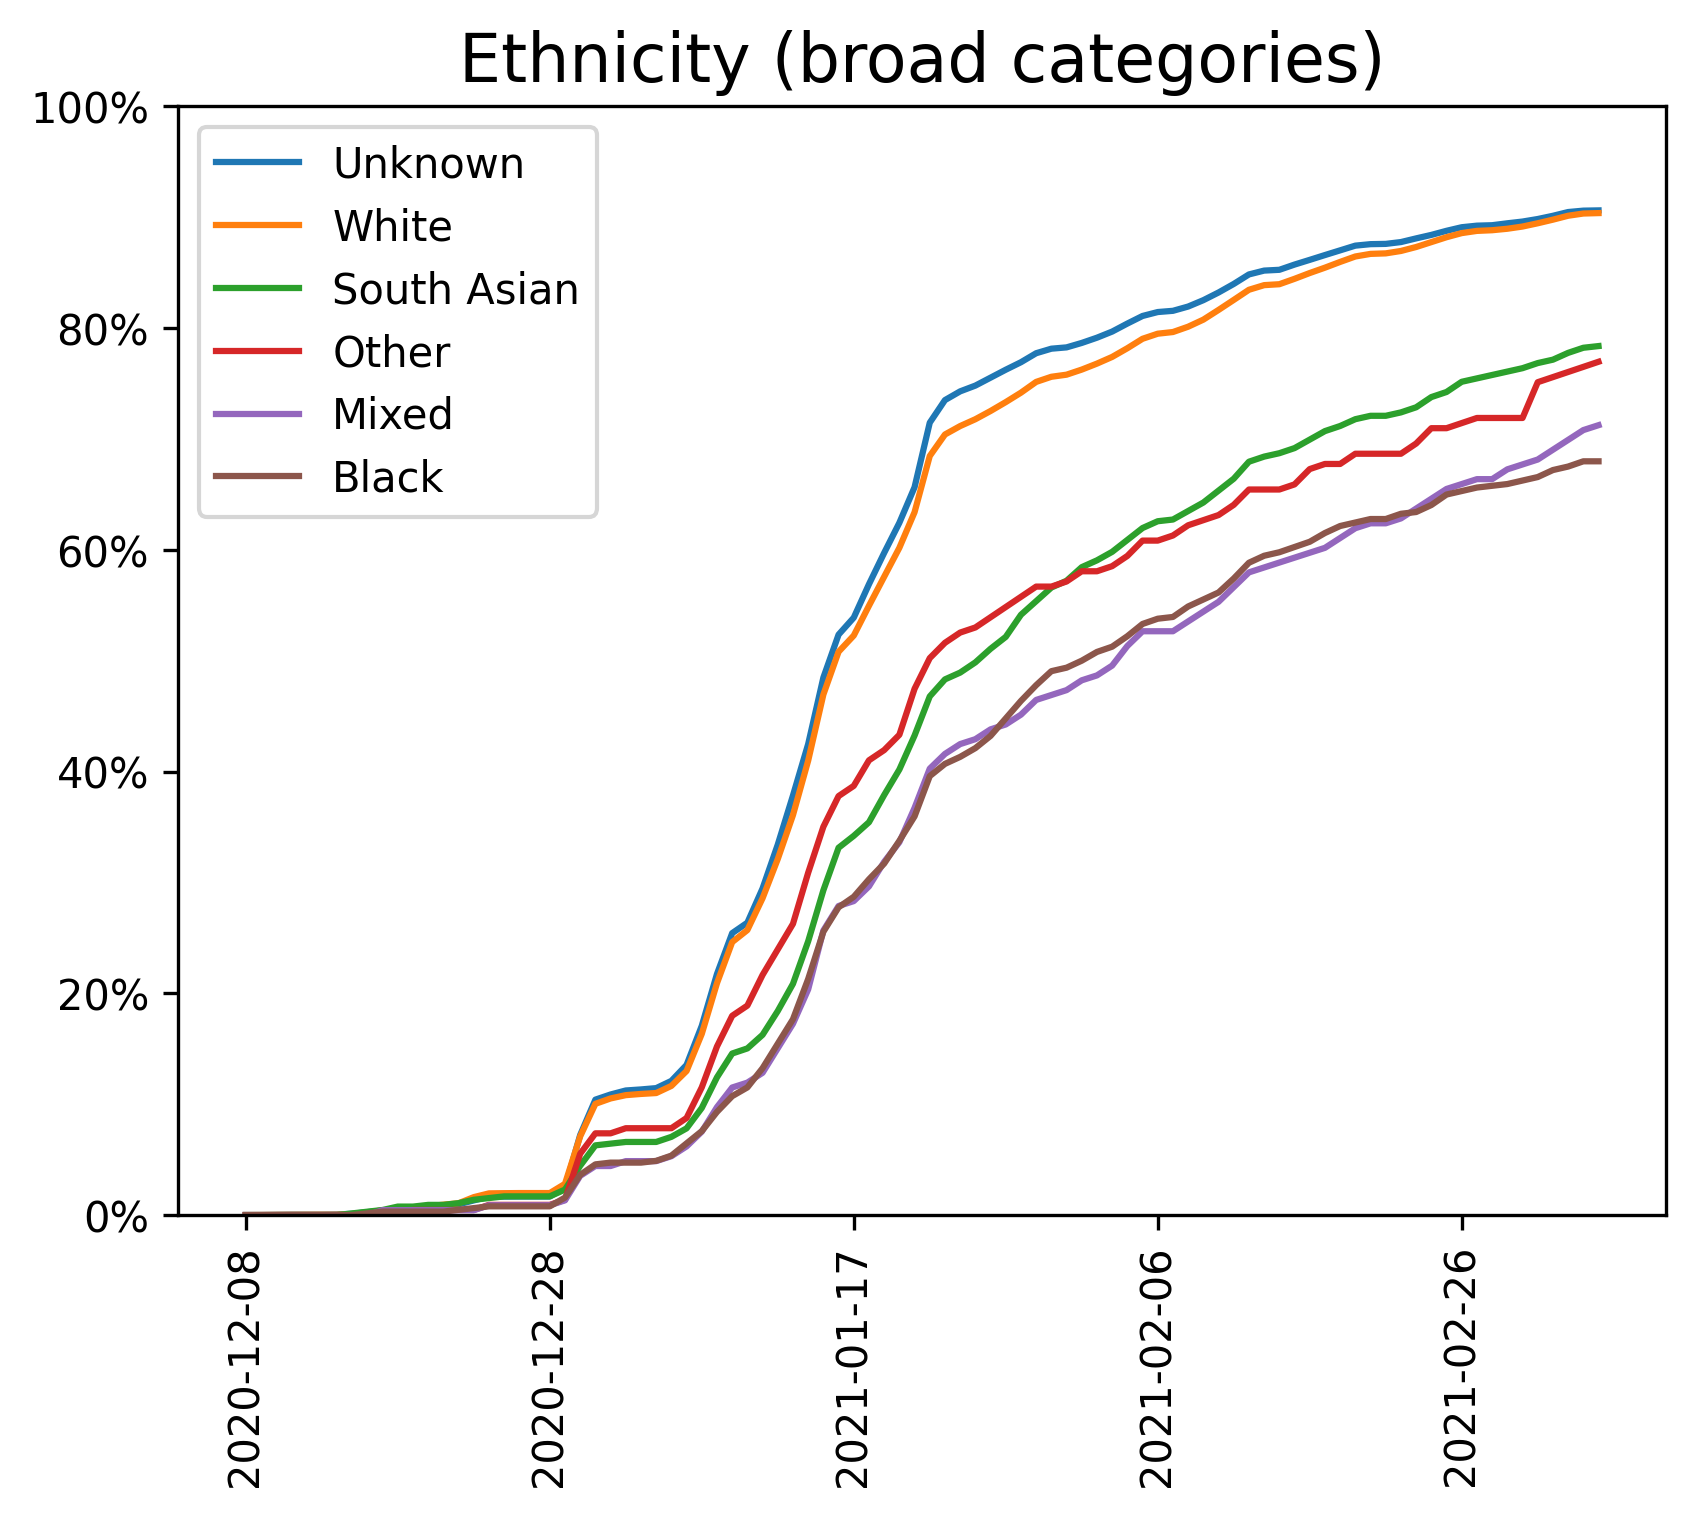 Ethnicity (broad categories)
100%
80%
60%
40%
20%
0%
Unknown
White
South Asian
Other
Mixed
Black
2020-12-08
2020-12-28
2021-01-17
2021-02-06
2021-02-26